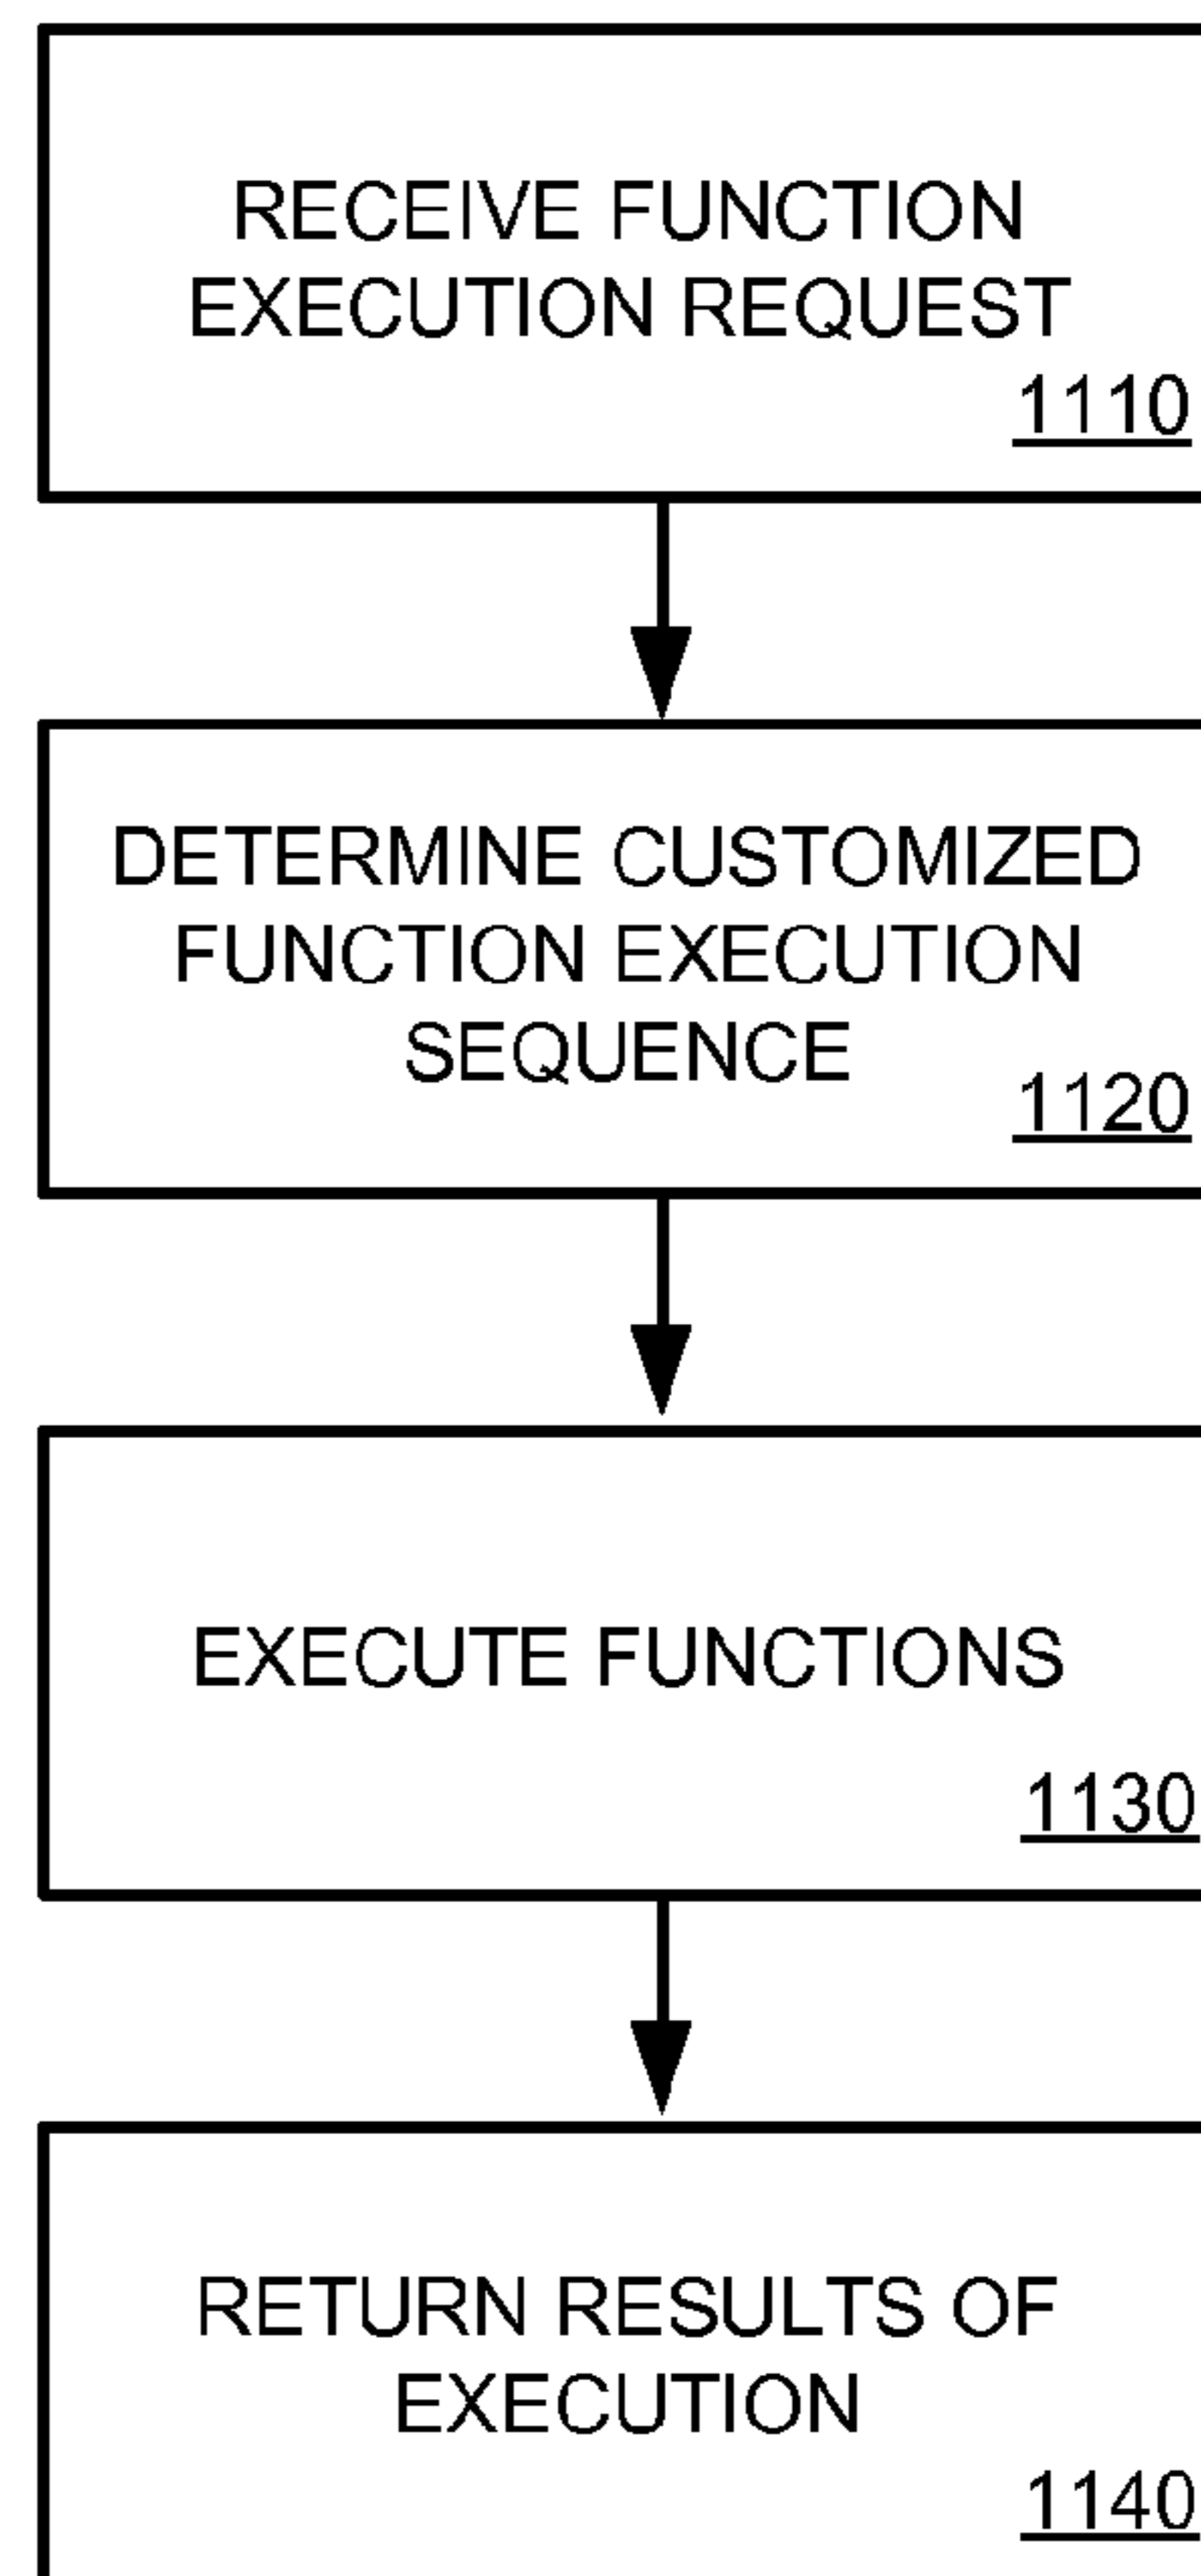 RECEIVE FUNCTION
EXECUTION REQUEST
1110
DETERMINE CUSTOMIZED
FUNCTION EXECUTION
SEQUENCE
1120
EXECUTE FUNCTIONS
1130
RETURN RESULTS OF
EXECUTION
1140